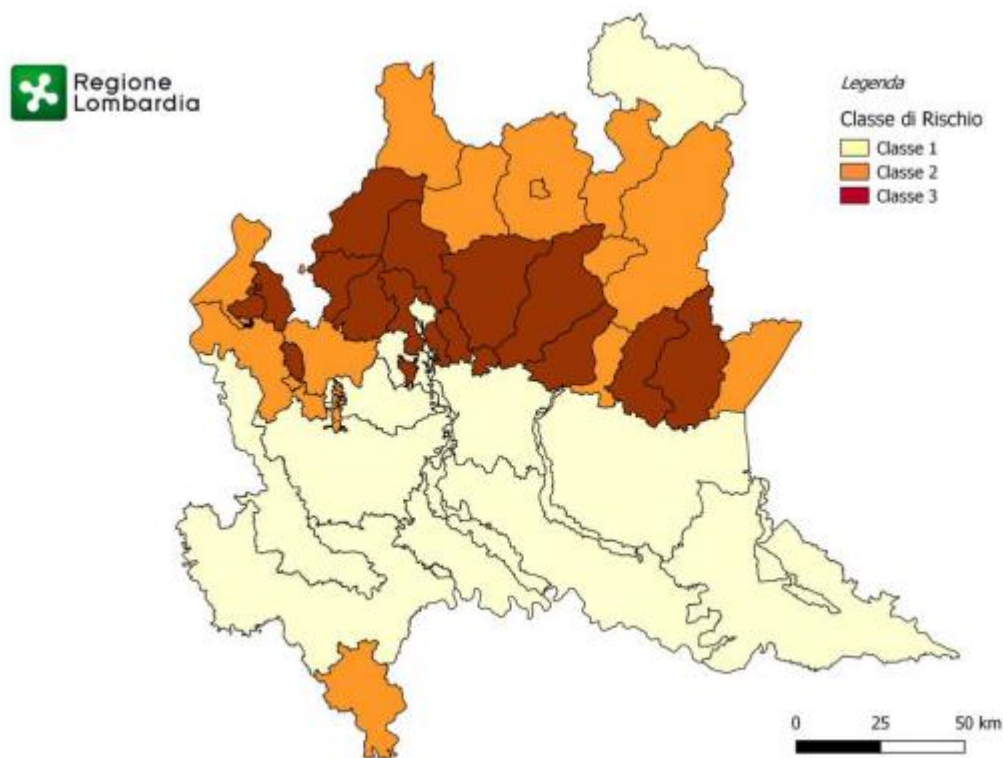 Regione
Lombardia
Legenda
Classe di Rischio
Classe 1
Classe 2
Classe 3
0 25 50 km